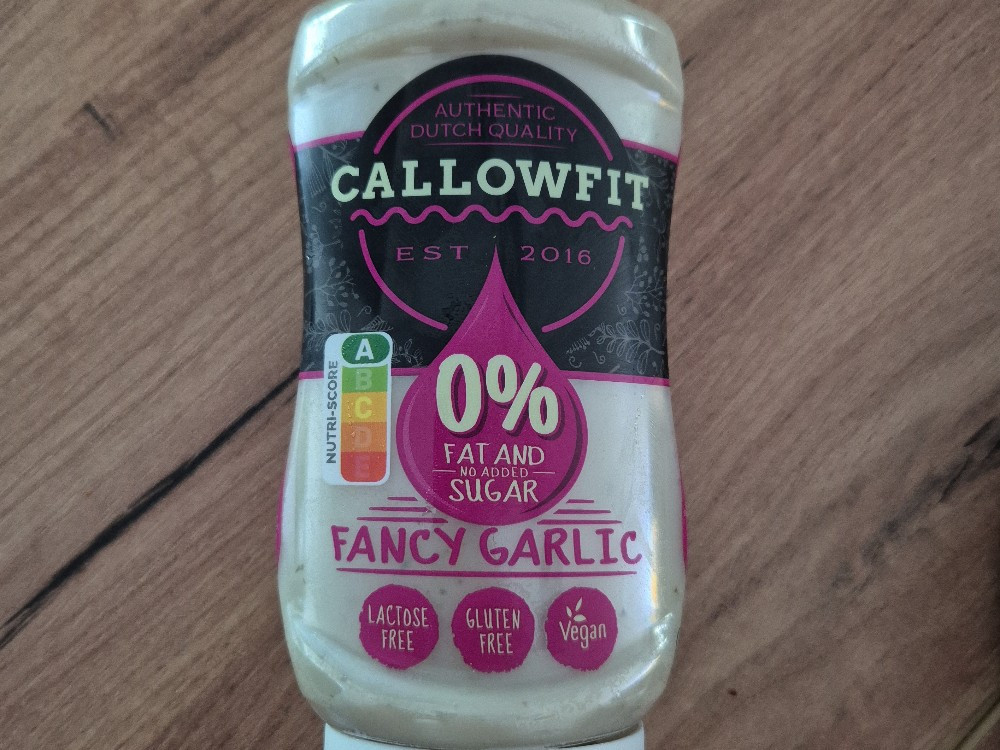 AUTHENTIC
DUTCH QUALITY
CALLOWFIT
EST 2016
NUTRI-SCORE
A
B
C
D
E
0%
FAT AND
NO ADDED
SUGAR
FANCY GARLIC
LACTOSE
FREE
GLUTEN
FREE
Vegan